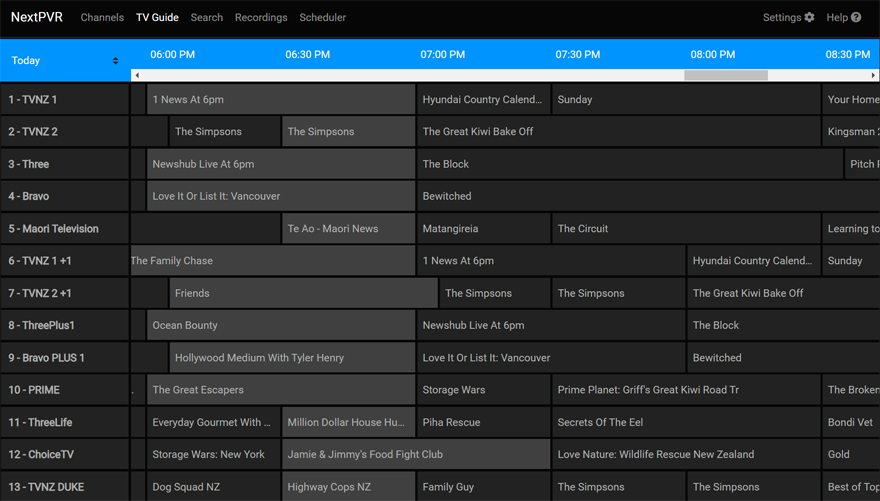 NextPVR Channels TV Guide Search Recordings Scheduler Settings Help
Today 06:00 PM 06:30 PM 07:00 PM 07:30 PM 08:00 PM 08:30 PM
1 - TVNZ 1 1 News At 6pm Hyundai Country Calend... Sunday Your Home
2 - TVNZ 2 The Simpsons The Simpsons The Great Kiwi Bake Off Kingsman
3 - Three Newshub Live At 6pm The Block Pitch
4 - Bravo Love It Or List It: Vancouver Bewitched
5 - Maori Television Te Ao - Maori News Matangireia The Circuit Learning to
6 - TVNZ 1 +1 The Family Chase 1 News At 6pm Hyundai Country Calend... Sunday
7 - TVNZ 2 +1 Friends The Simpsons The Simpsons The Great Kiwi Bake Off
8 - ThreePlus1 Ocean Bounty Newshub Live At 6pm The Block
9 - Bravo PLUS 1 Hollywood Medium With Tyler Henry Love It Or List It: Vancouver Bewitched
10 - PRIME . The Great Escapers Storage Wars Prime Planet: Griff's Great Kiwi Road Tr The Broken
11 - ThreeLife Everyday Gourmet With ... Million Dollar House Hu... Piha Rescue Secrets Of The Eel Bondi Vet
12 - ChoiceTV Storage Wars: New York Jamie & Jimmy's Food Fight Club Love Nature: Wildlife Rescue New Zealand Gold
13 - TVNZ DUKE Dog Squad NZ Highway Cops NZ Family Guy The Simpsons The Simpsons Best of Top